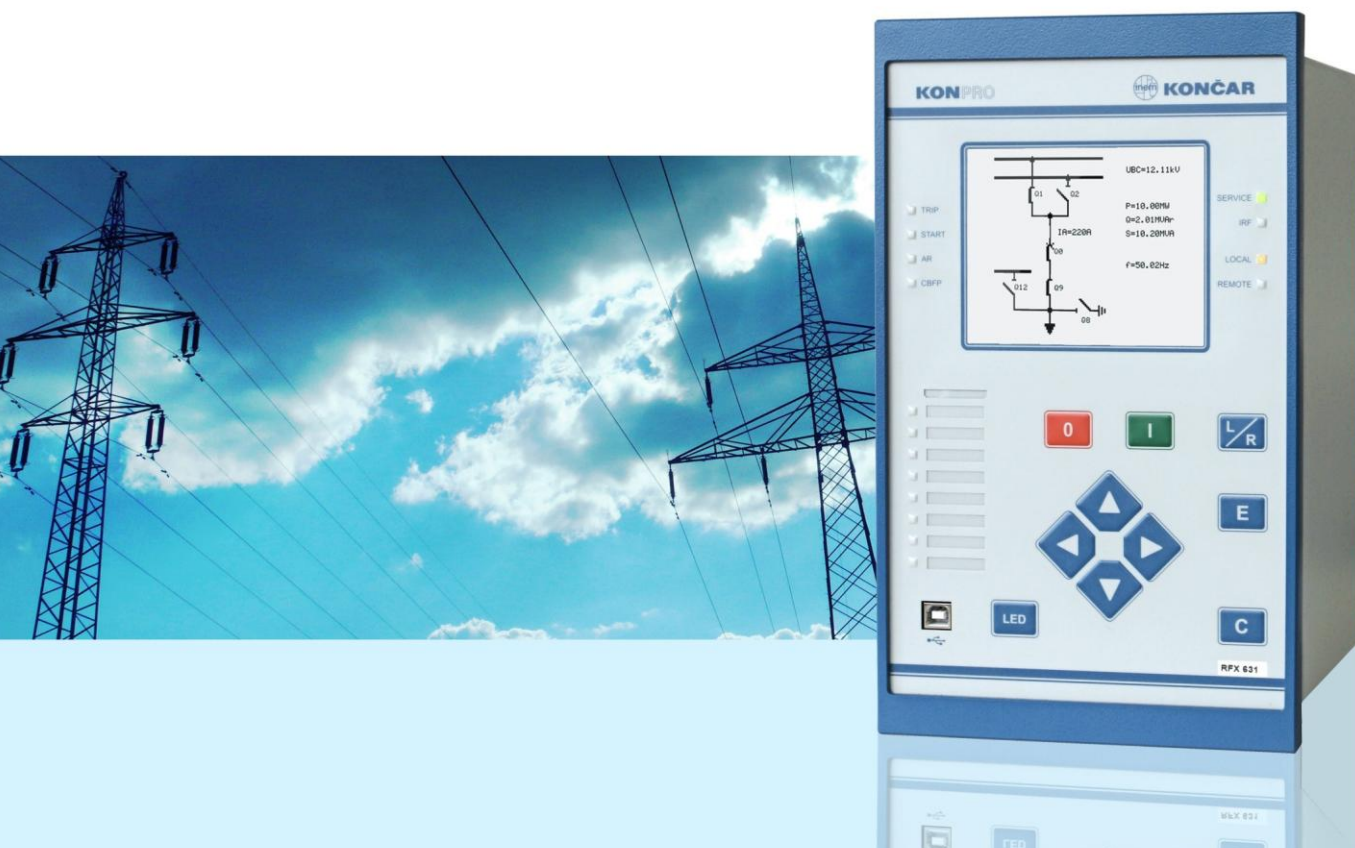 KONPRO
inem KONČAR
UBC=12.11kV
Q1
Q2
P=10.00MW
Q=2.01MVAr
S=10.20MVA
IA=220A
Q0
f=50.02Hz
Q12
Q9
Q8
TRIP
START
AR
CBFP
SERVICE
IRF
LOCAL
REMOTE
0
I
L/R
E
LED
C
RFX 631